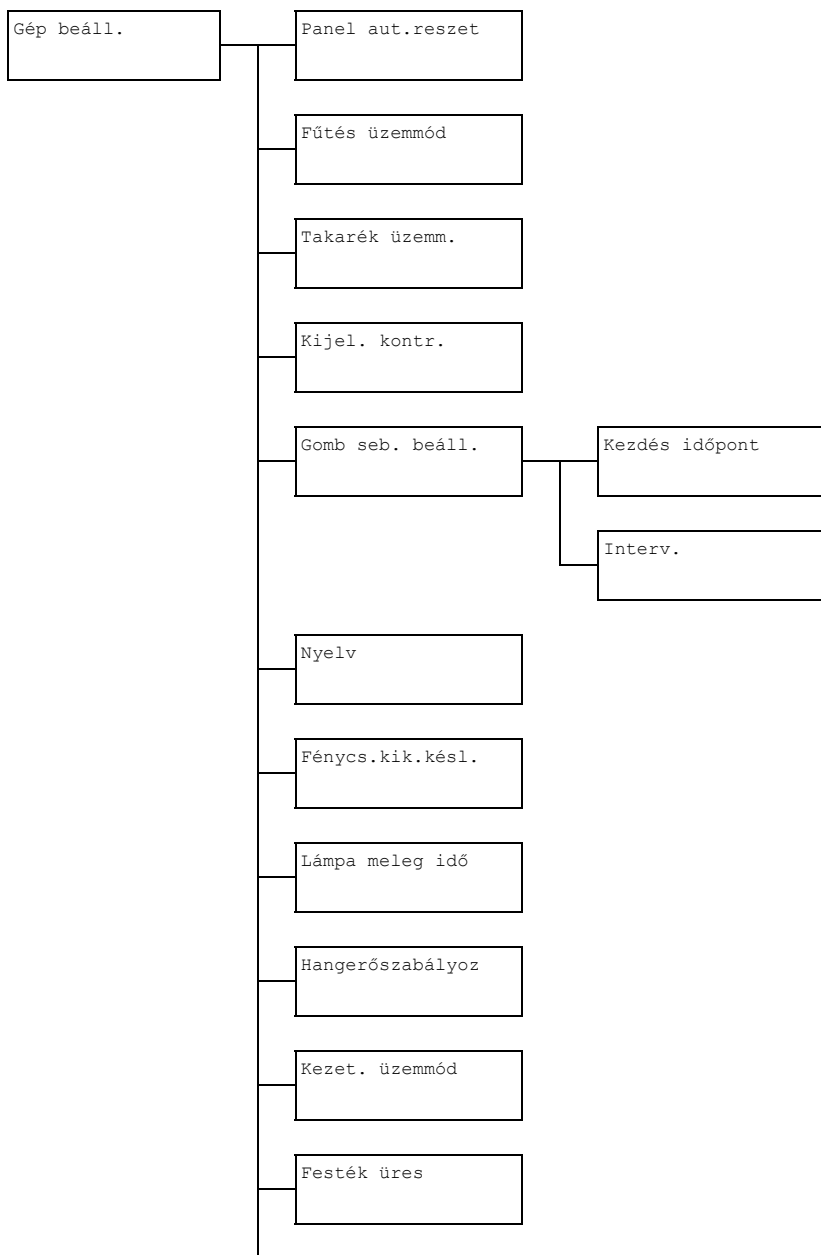 Gép beáll.
Panel aut.reszet
Fűtés üzemmód
Takarék üzemm.
Kijel. kontr.
Gomb seb. beáll.
Kezdés időpont
Interv.
Nyelv
Fénycs.kik.késl.
Lámpa meleg idő
Hangerőszabályoz
Kezet. üzemmód
Festék üres